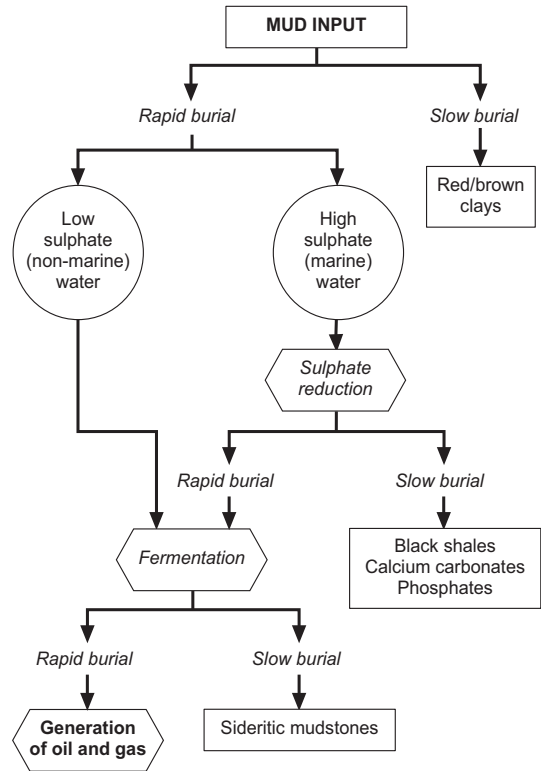 MUD INPUT
Rapid burial
Slow burial
Red/brown
clays
Low
sulphate
(non-marine)
water
High
sulphate
(marine)
water
Sulphate
reduction
Rapid burial
Slow burial
Fermentation
Black shales
Calcium carbonates
Phosphates
Rapid burial
Slow burial
Generation
of oil and gas
Sideritic mudstones